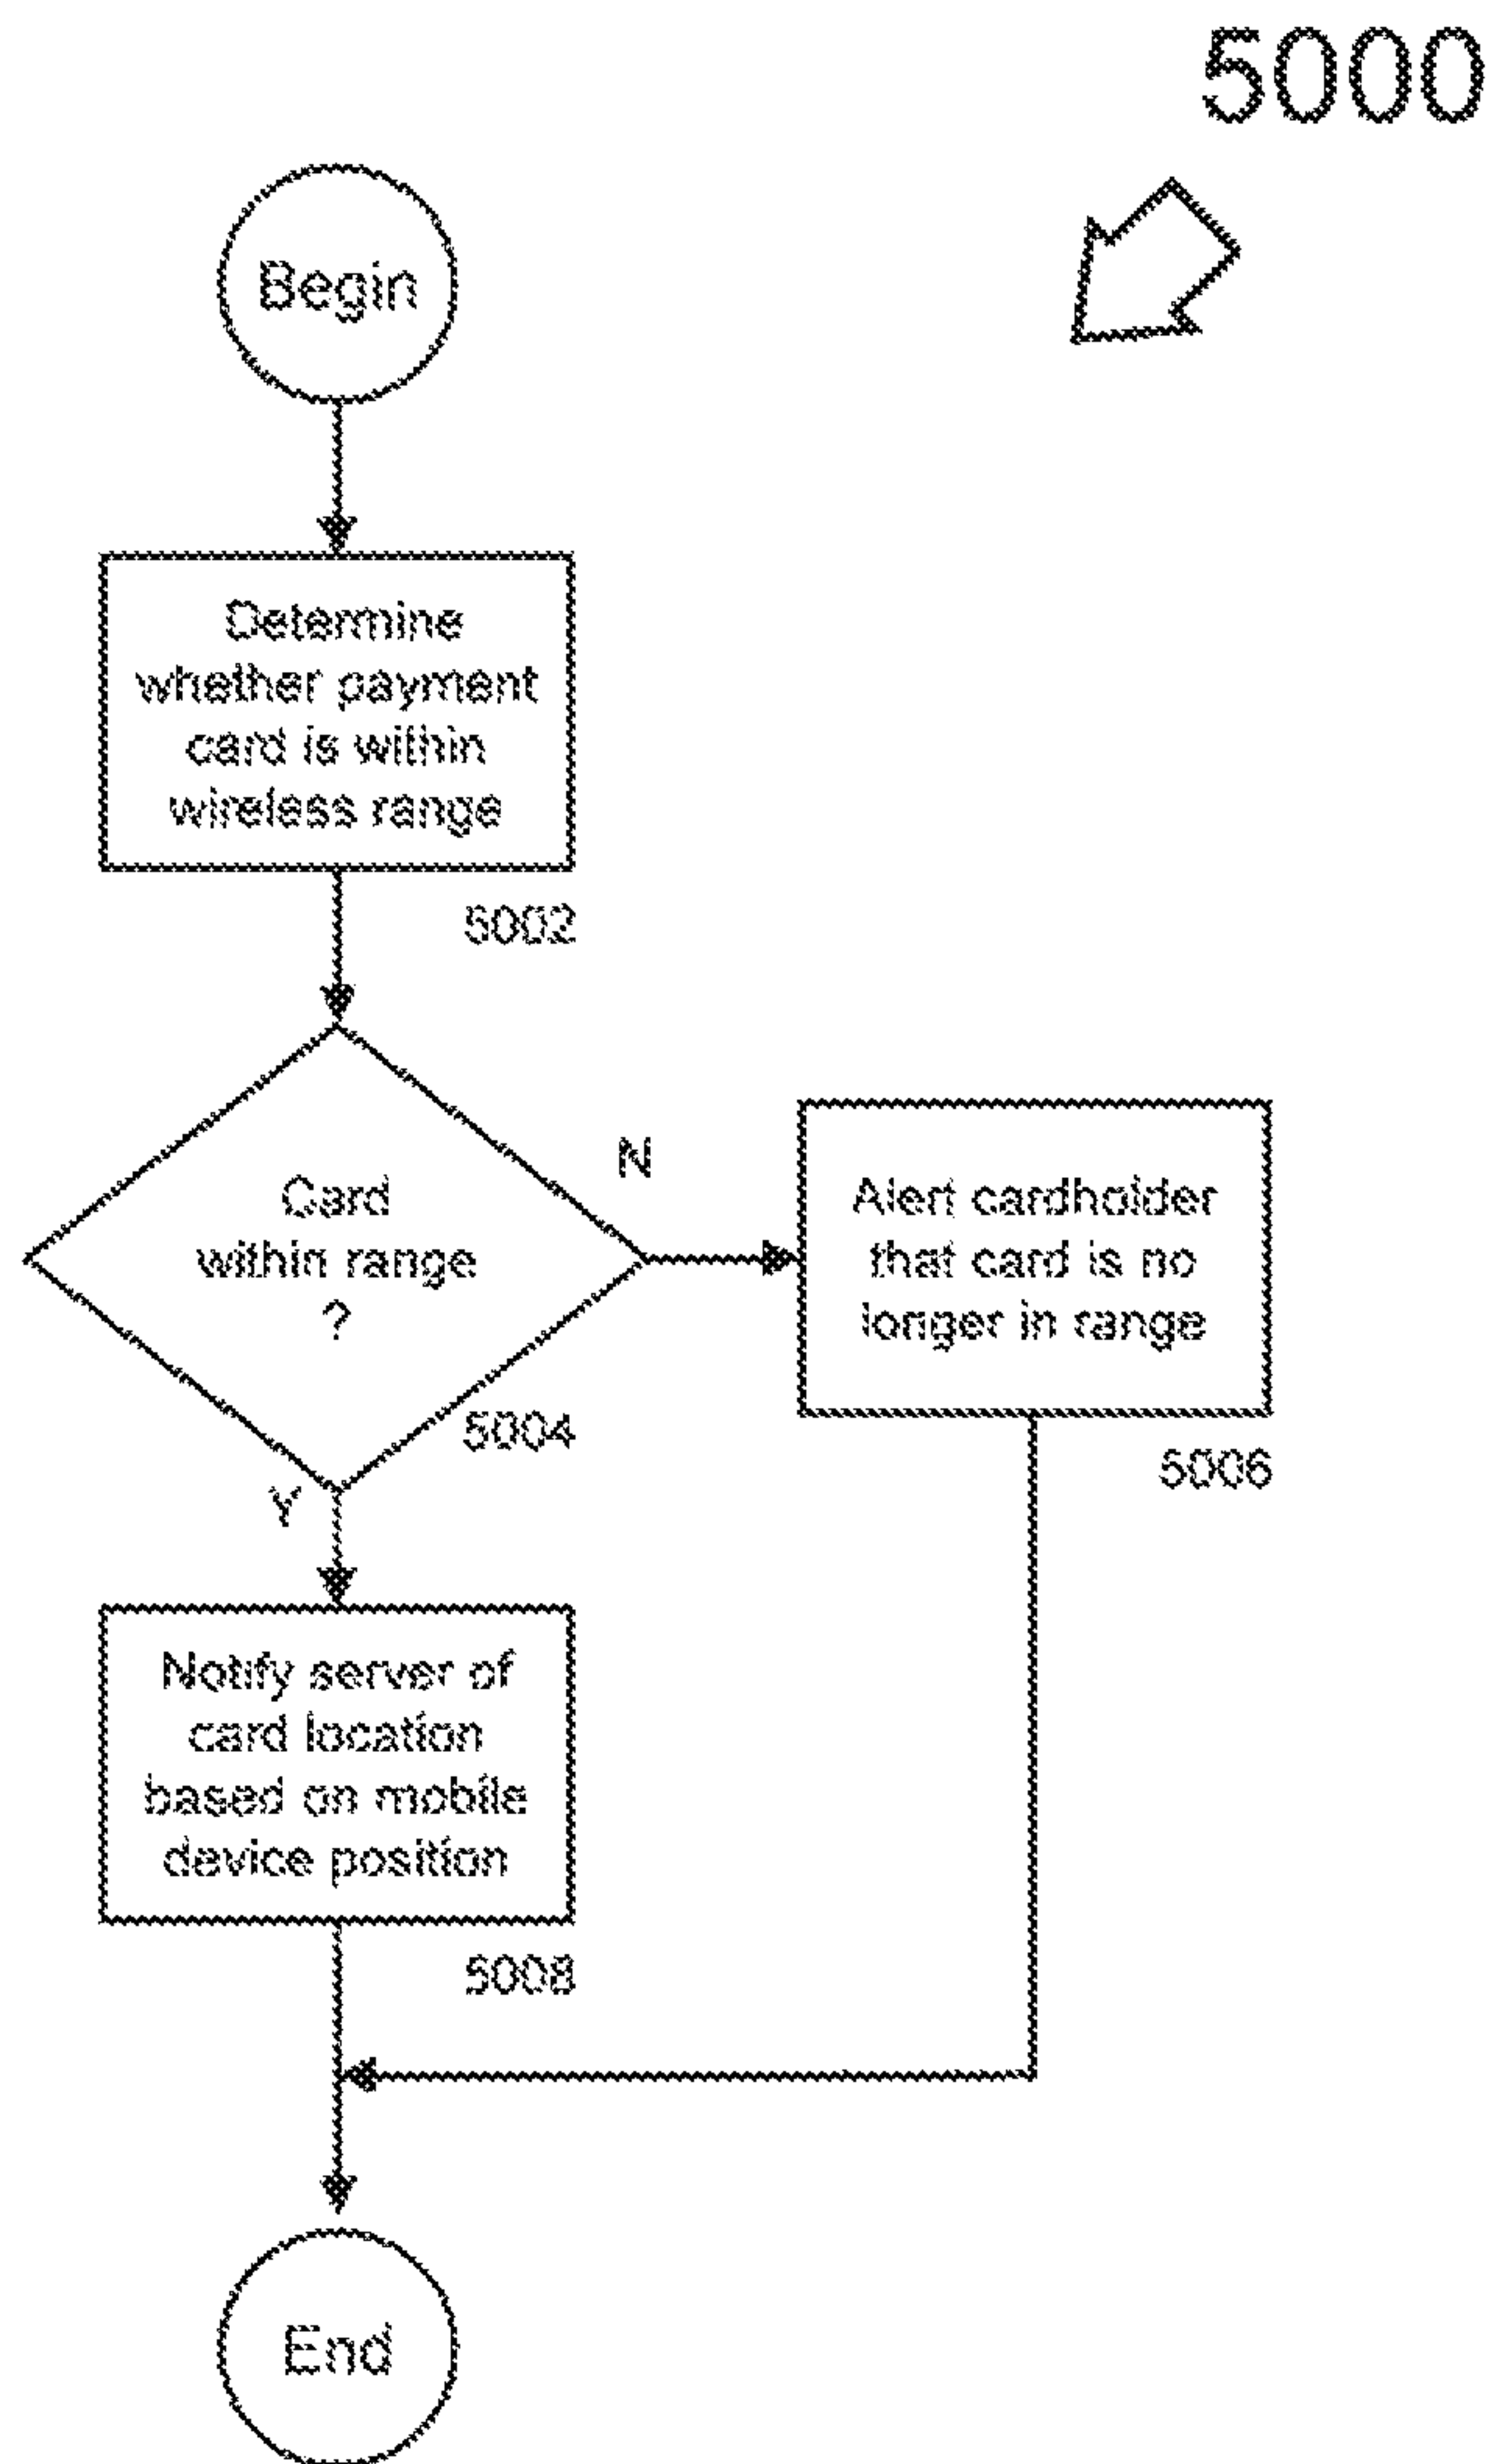 5000
Begin
Determine
whether payment
card is within
wireless range
5002
Card
within range
?
N
5004
Y
Alert cardholder
that card is no
longer in range
5006
Notify server of
card location
based on mobile
device position
5008
End